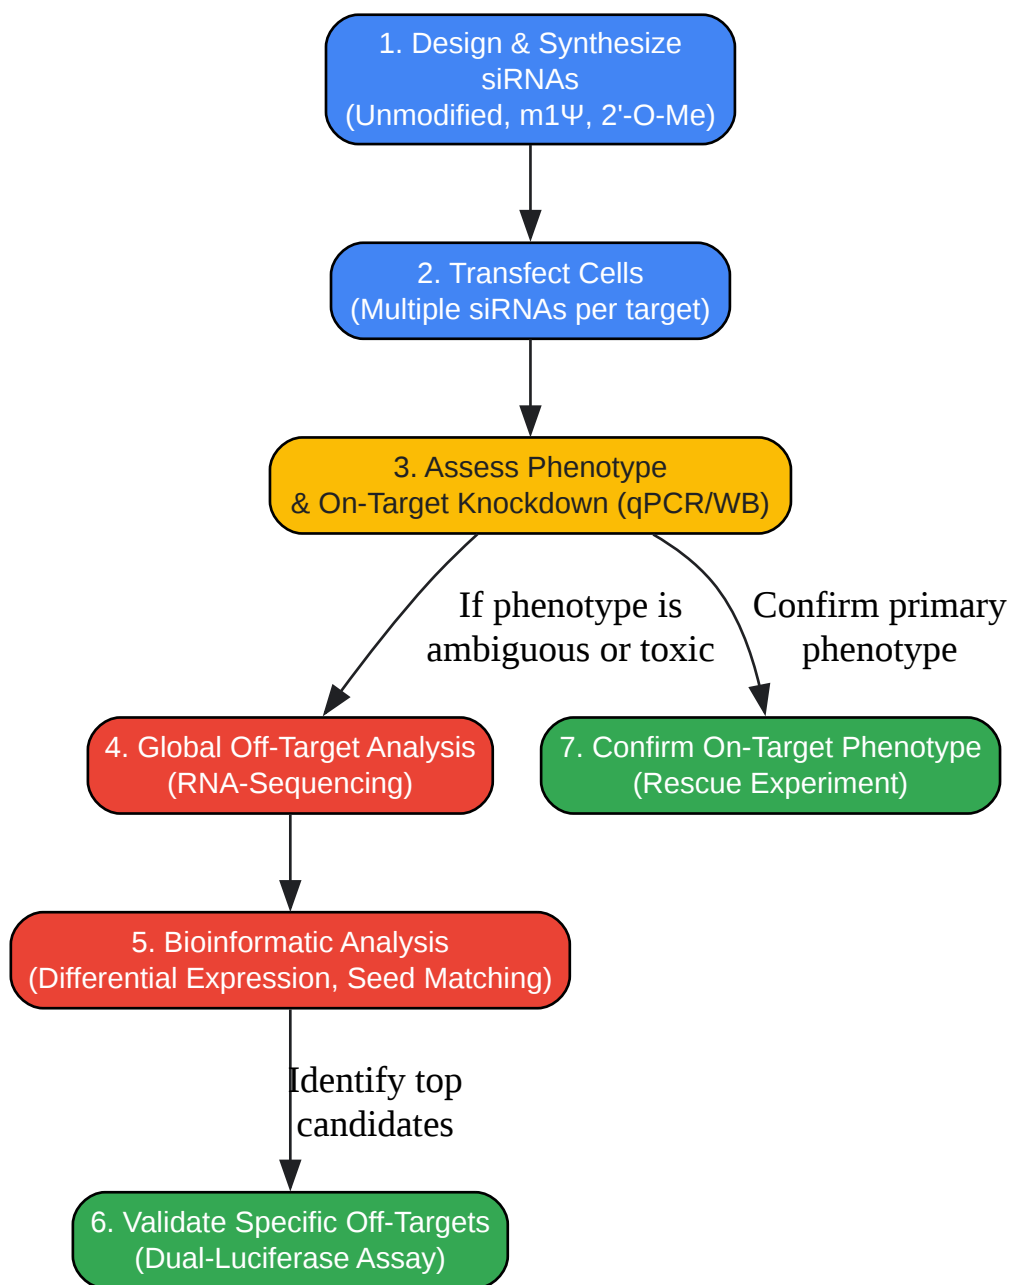 1. Design & Synthesize
siRNAs
(Unmodified, m1Ψ, 2'-O-Me)
2. Transfect Cells
(Multiple siRNAs per target)
3. Assess Phenotype
& On-Target Knockdown (qPCR/WB)
If phenotype is
ambiguous or toxic
Confirm primary
phenotype
4. Global Off-Target Analysis
(RNA-Sequencing)
7. Confirm On-Target Phenotype
(Rescue Experiment)
5. Bioinformatic Analysis
(Differential Expression, Seed Matching)
Identify top
candidates
6. Validate Specific Off-Targets
(Dual-Luciferase Assay)